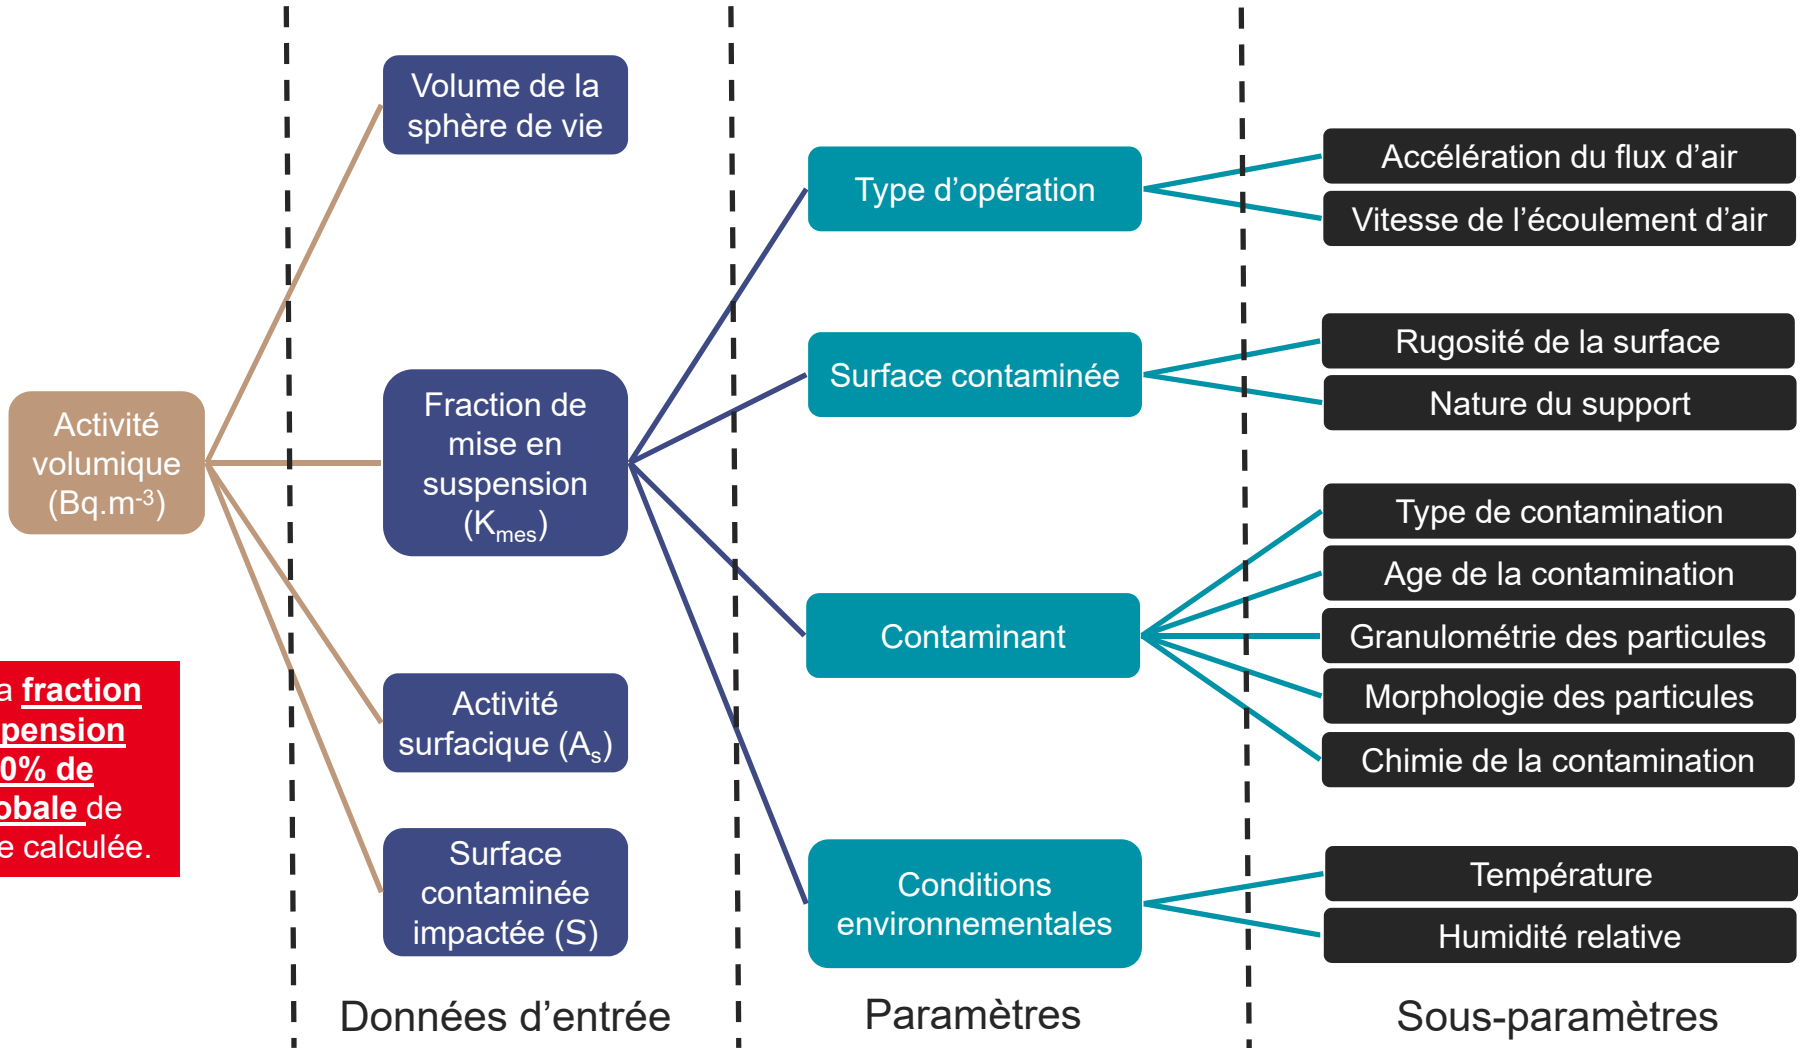 Activité
volumique
(Bq.m-3)
a fraction
pension
0% de
obale de
e calculée.
Volume de la
sphère de vie
Fraction de
mise en
suspension
(Kmes)
Activité
surfacique (As)
Surface
contaminée
impactée (S)
Données d’entrée
Type d’opération
Surface contaminée
Contaminant
Conditions
environnementales
Paramètres
Accélération du flux d’air
Vitesse de l’écoulement d’air
Rugosité de la surface
Nature du support
Type de contamination
Age de la contamination
Granulométrie des particules
Morphologie des particules
Chimie de la contamination
Température
Humidité relative
Sous-paramètres